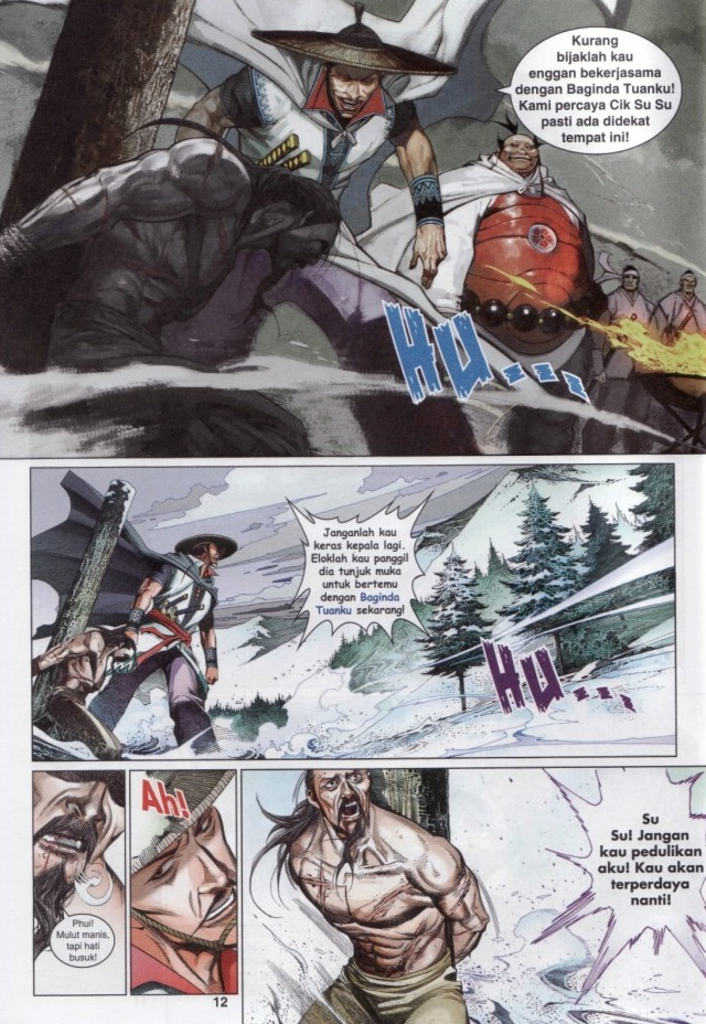 Kurang
bijaklah kau
enggan bekerjasama
dengan Baginda Tuanku!
Kami percaya Cik Su Su
pasti ada didekat
tempat ini!
HU...
Janganlah kau
keras kepala lagi.
Eloklah kau panggil
dia tunjuk muka
untuk bertemu
dengan Baginda
Tuanku sekarang!
HU...
Phui!
Mulut manis,
tapi hati
busuk!
Ah!
Su
Su! Jangan
kau pedulikan
aku! Kau akan
terperdaya
nanti!
12